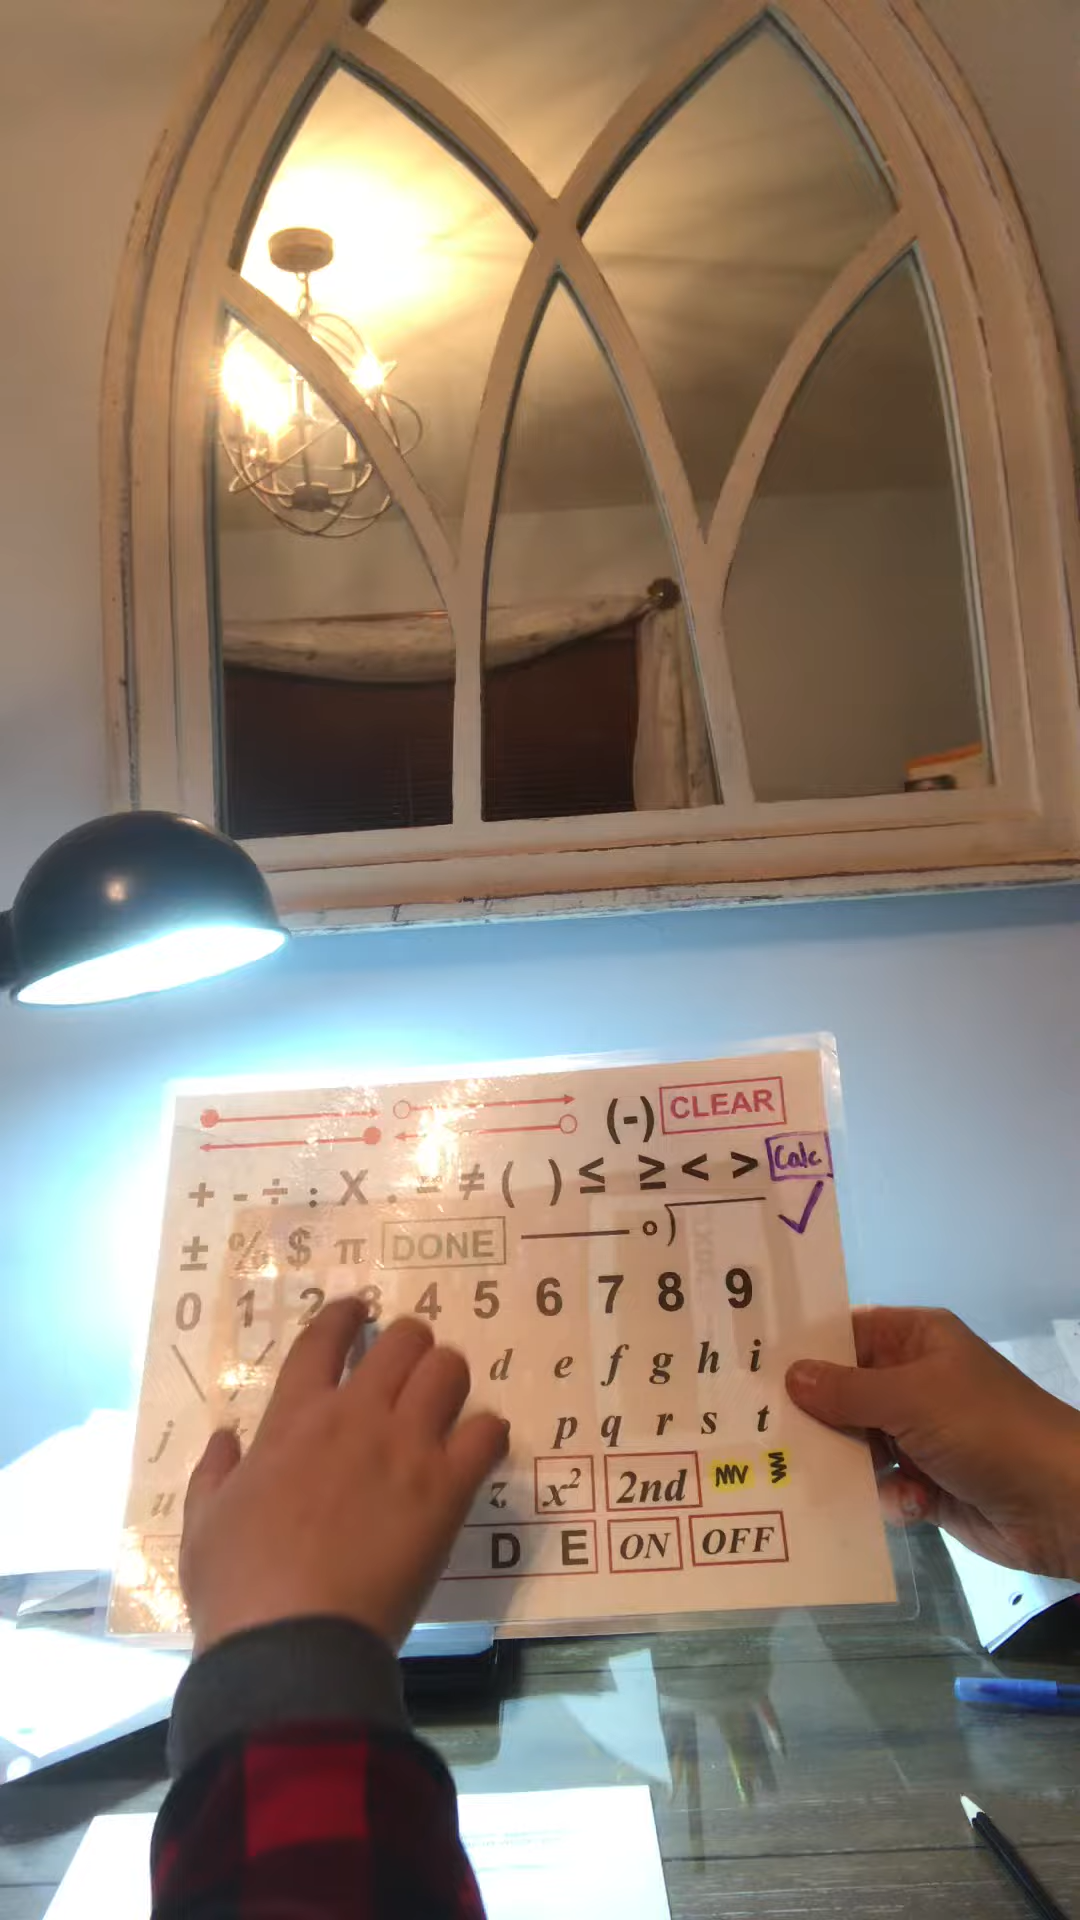 (-) CLEAR
+ - ÷ : X . = ≠ ( ) ≤ ≥ < > Calc
± % $ π DONE o)
0 1 2 3 4 5 6 7 8 9
\ / d e f g h i
j k p q r s t
u z x² 2nd
D E ON OFF